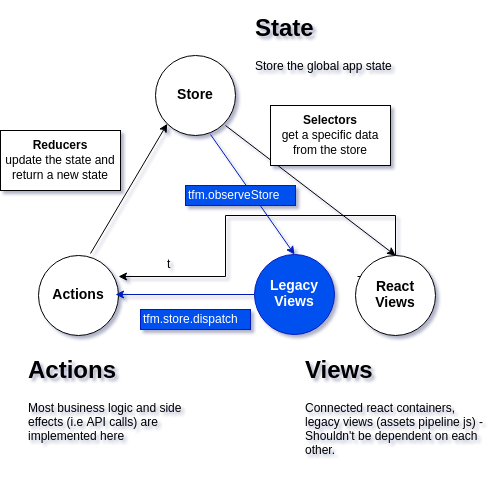 State
Store the global app state
Store
Selectors
get a specific data
from the store
Reducers
update the state and
return a new state
tfm.observeStore
t
-
Actions
Legacy
Views
React
Views
tfm.store.dispatch
Actions
Most business logic and side
effects (i.e API calls) are
implemented here
Views
Connected react containers,
legacy views (assets pipeline js) -
Shouldn't be dependent on each
other.